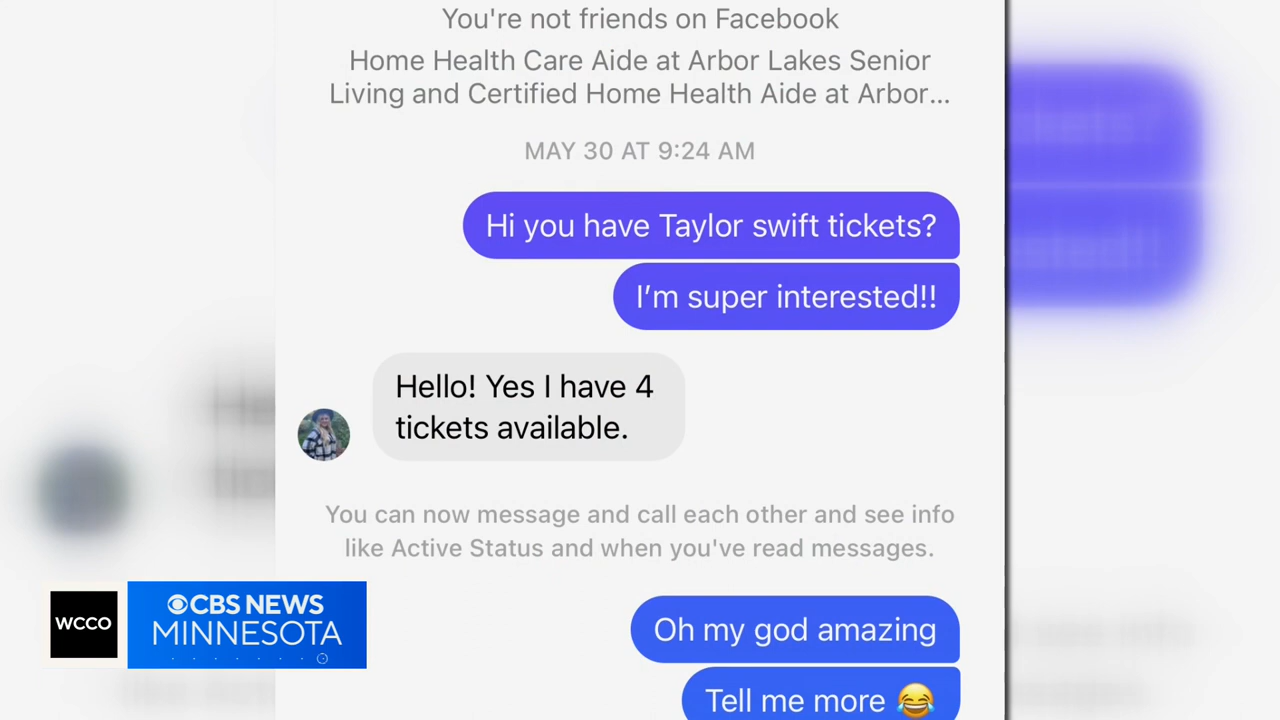 You're not friends on Facebook
Home Health Care Aide at Arbor Lakes Senior
Living and Certified Home Health Aide at Arbor...
MAY 30 AT 9:24 AM
Hi you have Taylor swift tickets?
I'm super interested!!
Hello! Yes I have 4
tickets available.
You can now message and call each other and see info
like Active Status and when you've read messages.
Oh my god amazing
Tell me more 😂
WCCO
CBS NEWS
MINNESOTA